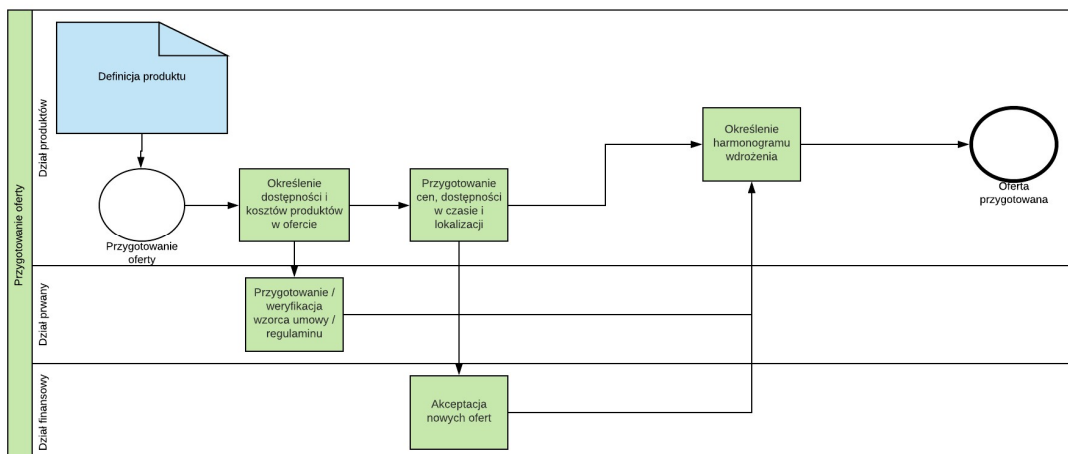 Przygotowanie oferty
Dział produktów
Definicja produktu
Przygotowanie
oferty
Określenie
dostępności i
kosztów produktów
w ofercie
Przygotowanie
cen, dostępności
w czasie i
lokalizacji
Określenie
harmonogramu
wdrożenia
Oferta
przygotowana
Dział prwany
Przygotowanie /
weryfikacja
wzorca umowy /
regulaminu
Dział finansowy
Akceptacja
nowych ofert